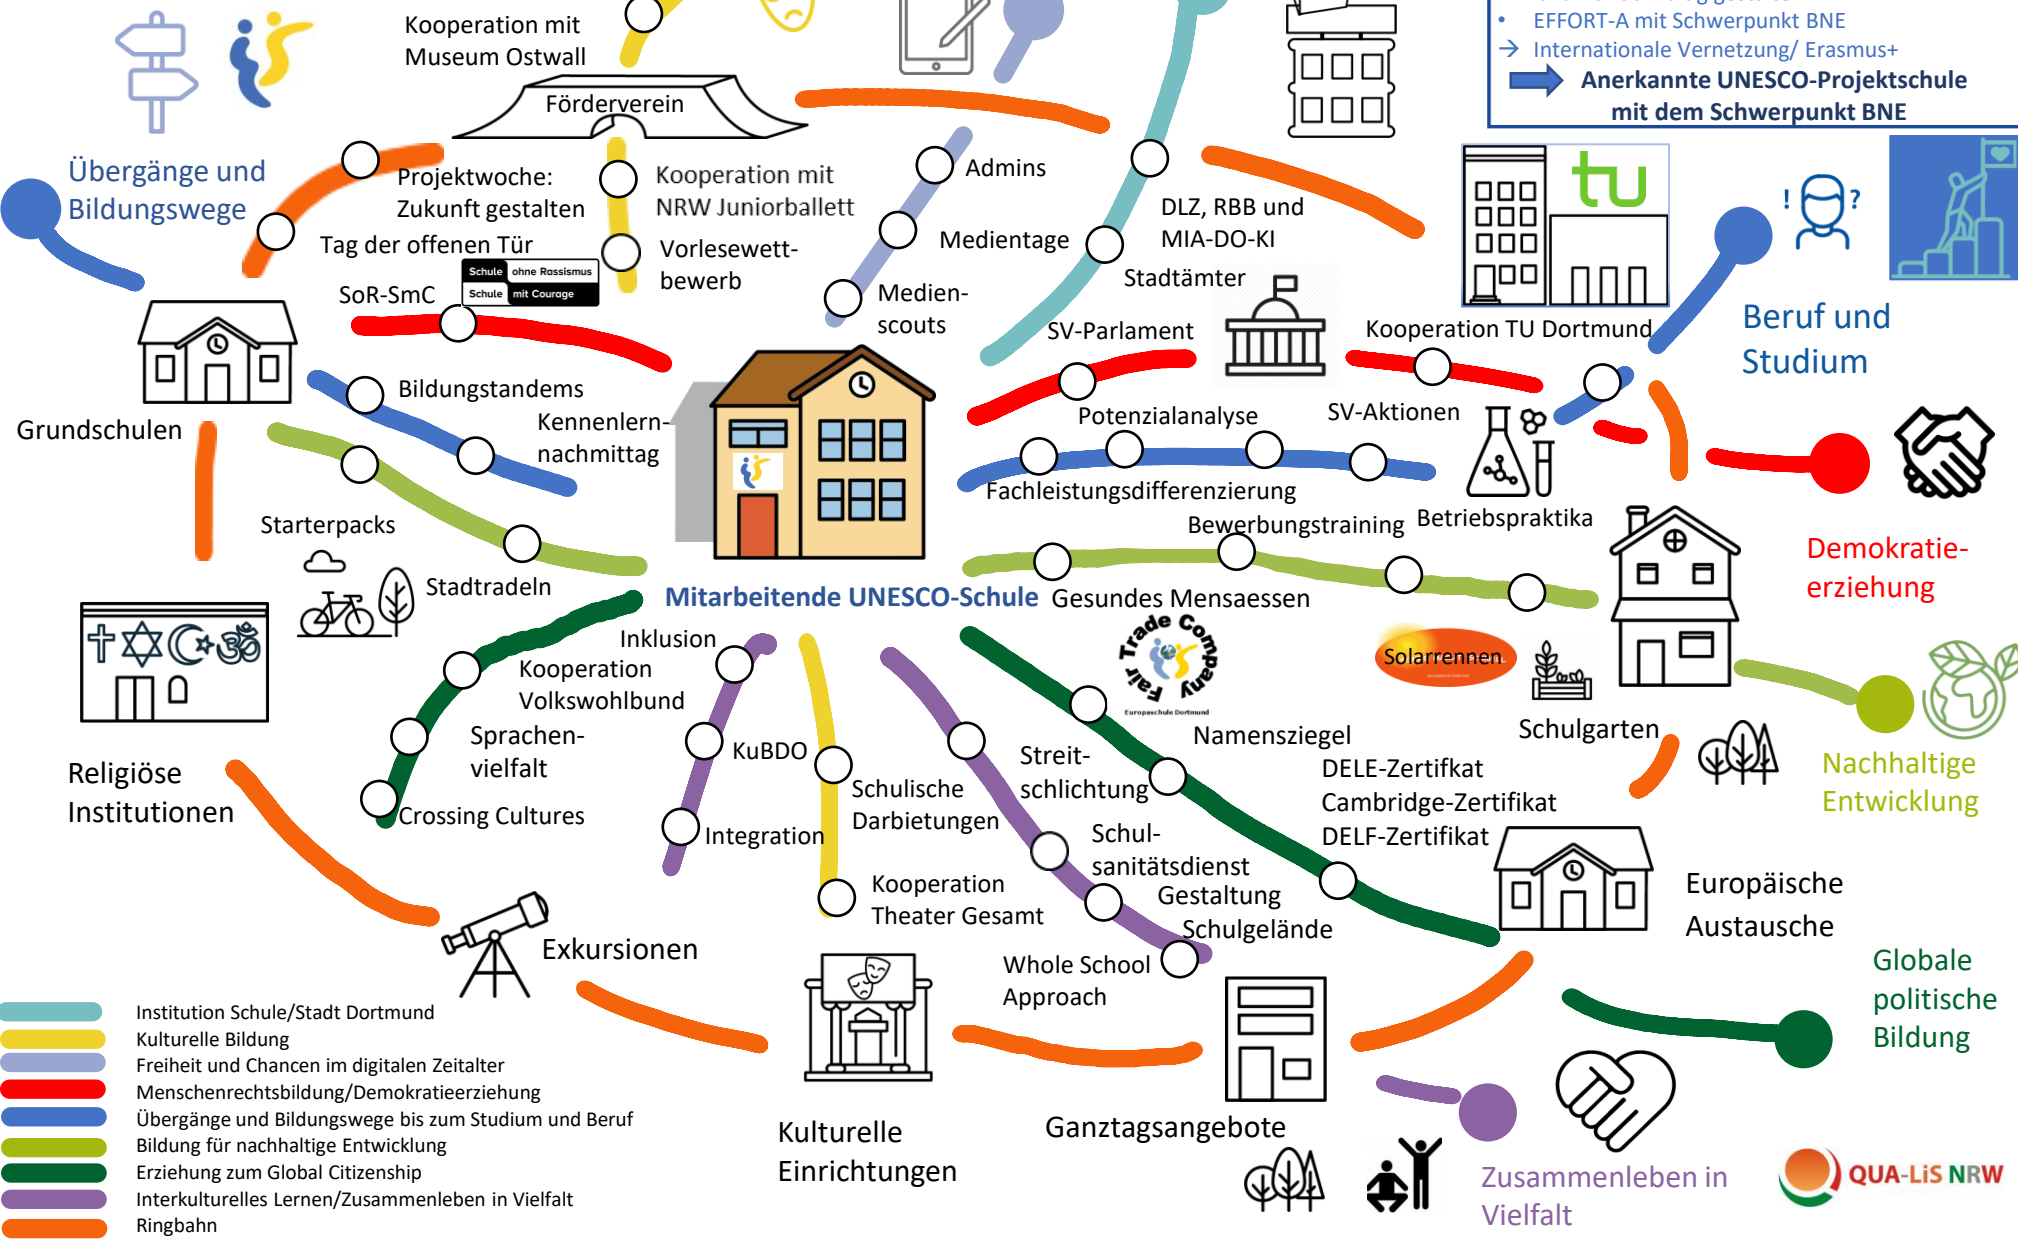 Kooperation mit
Museum Ostwall
EFFORT-A mit Schwerpunkt BNE
→ Internationale Vernetzung/ Erasmus+
Anerkannte UNESCO-Projektschule
mit dem Schwerpunkt BNE
Förderverein
Übergänge und
Bildungswege
Projektwoche:
Zukunft gestalten
Tag der offenen Tür
Kooperation mit
NRW Juniorballett
Vorlesewett-
bewerb
Admins
Medientage
Medien-
scouts
DLZ, RBB und
MIA-DO-KI
Stadtämter
tu
! ?
Beruf und
Studium
Schule ohne Rassismus
Schule mit Courage
SoR-SmC
SV-Parlament
Kooperation TU Dortmund
Grundschulen
Bildungstandems
Kennenlern-
nachmittag
Potenzialanalyse
SV-Aktionen
Fachleistungsdifferenzierung
Bewerbungstraining
Betriebspraktika
Demokratie-
erziehung
Starterpacks
Stadtradeln
Mitarbeitende UNESCO-Schule
Gesundes Mensaessen
Fair Trade Company
Europaschule Dortmund
Solarrennen
Schulgarten
Nachhaltige
Entwicklung
Religiöse
Institutionen
Inklusion
Kooperation
Volkswohlbund
Sprachen-
vielfalt
Crossing Cultures
KuBDO
Integration
Schulische
Darbietungen
Kooperation
Theater Gesamt
Streit-
schlichtung
Schul-
sanitätsdienst
Gestaltung
Schulgelände
Whole School
Approach
Namensziegel
DELE-Zertifkat
Cambridge-Zertifikat
DELF-Zertifikat
Europäische
Austausche
Globale
politische
Bildung
Exkursionen
Kulturelle
Einrichtungen
Ganztagsangebote
Zusammenleben in
Vielfalt
QUA-LiS NRW
Institution Schule/Stadt Dortmund
Kulturelle Bildung
Freiheit und Chancen im digitalen Zeitalter
Menschenrechtsbildung/Demokratieerziehung
Übergänge und Bildungswege bis zum Studium und Beruf
Bildung für nachhaltige Entwicklung
Erziehung zum Global Citizenship
Interkulturelles Lernen/Zusammenleben in Vielfalt
Ringbahn